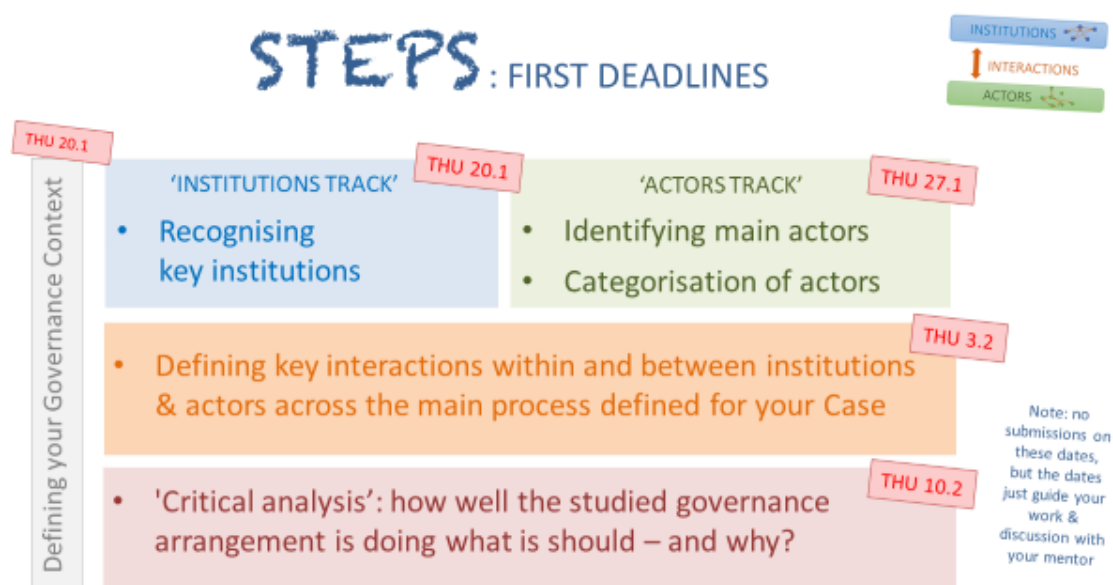 STEPS: FIRST DEADLINES
INSTITUTIONS
INTERACTIONS
ACTORS
THU 20.1
Defining your Governance Context
'INSTITUTIONS TRACK'
THU 20.1
• Recognising
key institutions
'ACTORS TRACK'
THU 27.1
• Identifying main actors
• Categorisation of actors
THU 3.2
• Defining key interactions within and between institutions
& actors across the main process defined for your Case
THU 10.2
• 'Critical analysis': how well the studied governance
arrangement is doing what is should – and why?
Note: no
submissions on
these dates,
but the dates
just guide your
work &
discussion with
your mentor